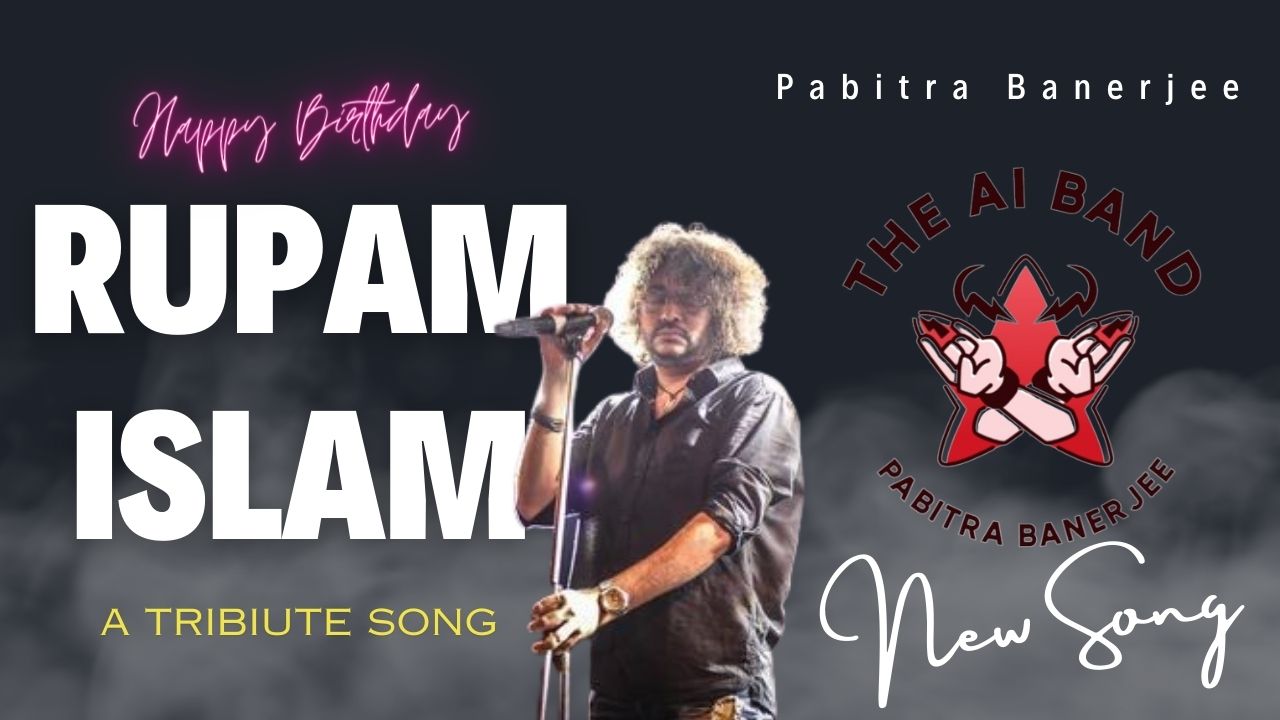 Happy Birthday
RUPAM
ISLAM
A TRIBIUTE SONG
Pabitra Banerjee
THE AI BAND
PABITRA BANERJEE
New Song